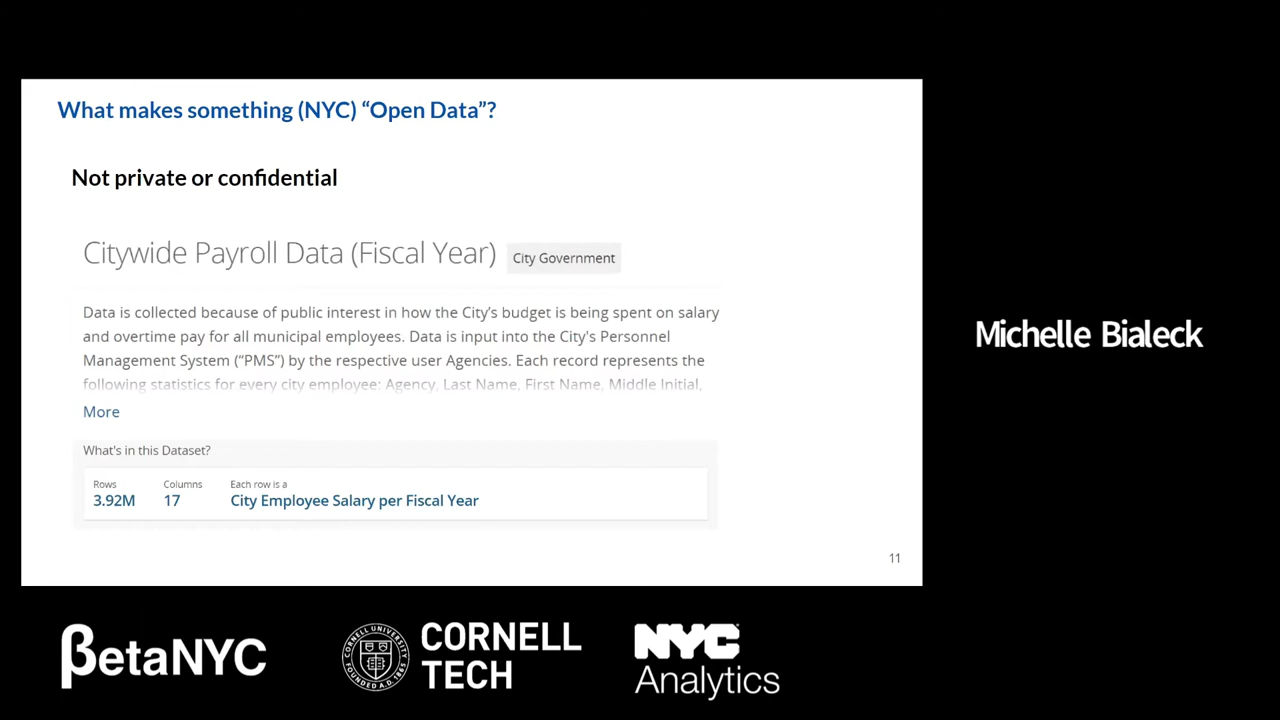 What makes something (NYC) “Open Data”?
Not private or confidential
Citywide Payroll Data (Fiscal Year)
City Government
Data is collected because of public interest in how the City’s budget is being spent on salary
and overtime pay for all municipal employees. Data is input into the City's Personnel
Management System (“PMS”) by the respective user Agencies. Each record represents the
following statistics for every city employee: Agency, Last Name, First Name, Middle Initial,
More
What's in this Dataset?
Rows Columns Each row is a
3.92M 17 City Employee Salary per Fiscal Year
11
Michelle Bialeck
βetaNYC
CORNELL UNIVERSITY
FOUNDED A.D. 1865
CORNELL
TECH
NYC
Analytics